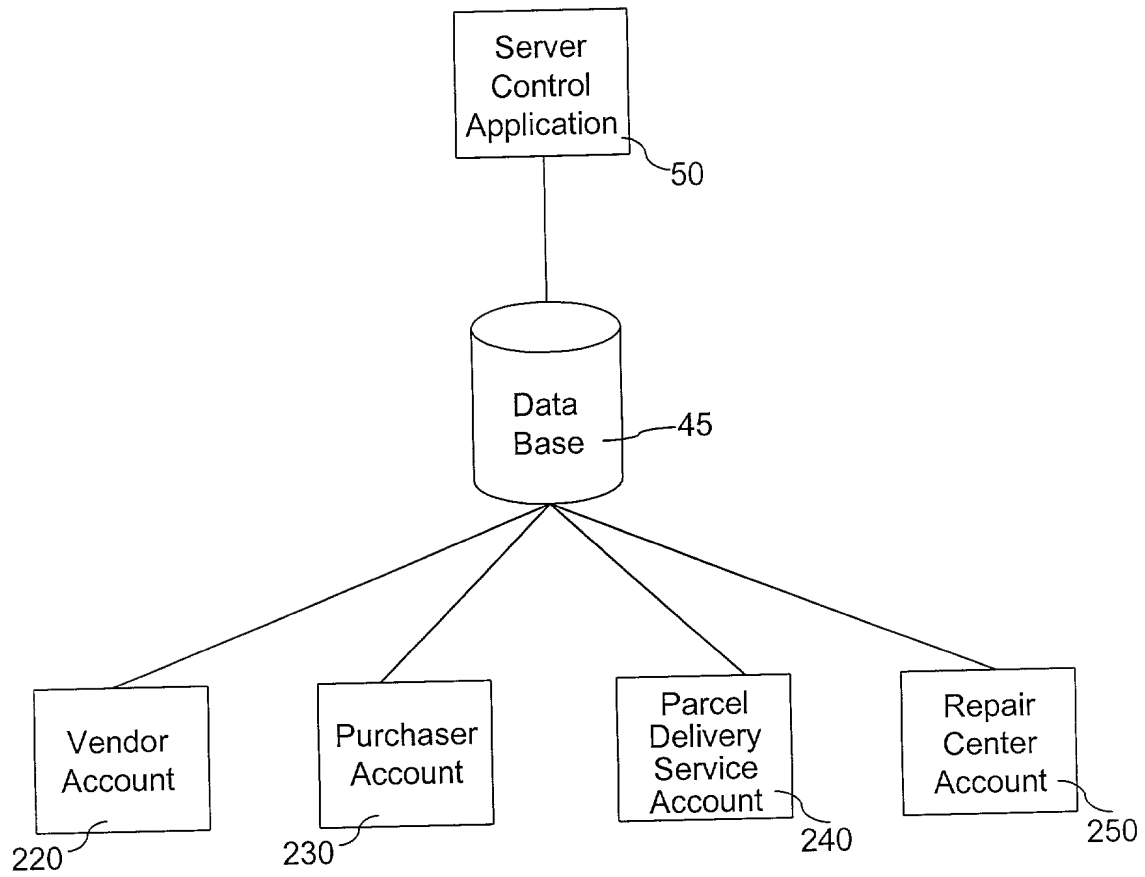 Server
Control
Application
50
Data
Base
45
Vendor
Account
220
Purchaser
Account
230
Parcel
Delivery
Service
Account
240
Repair
Center
Account
250